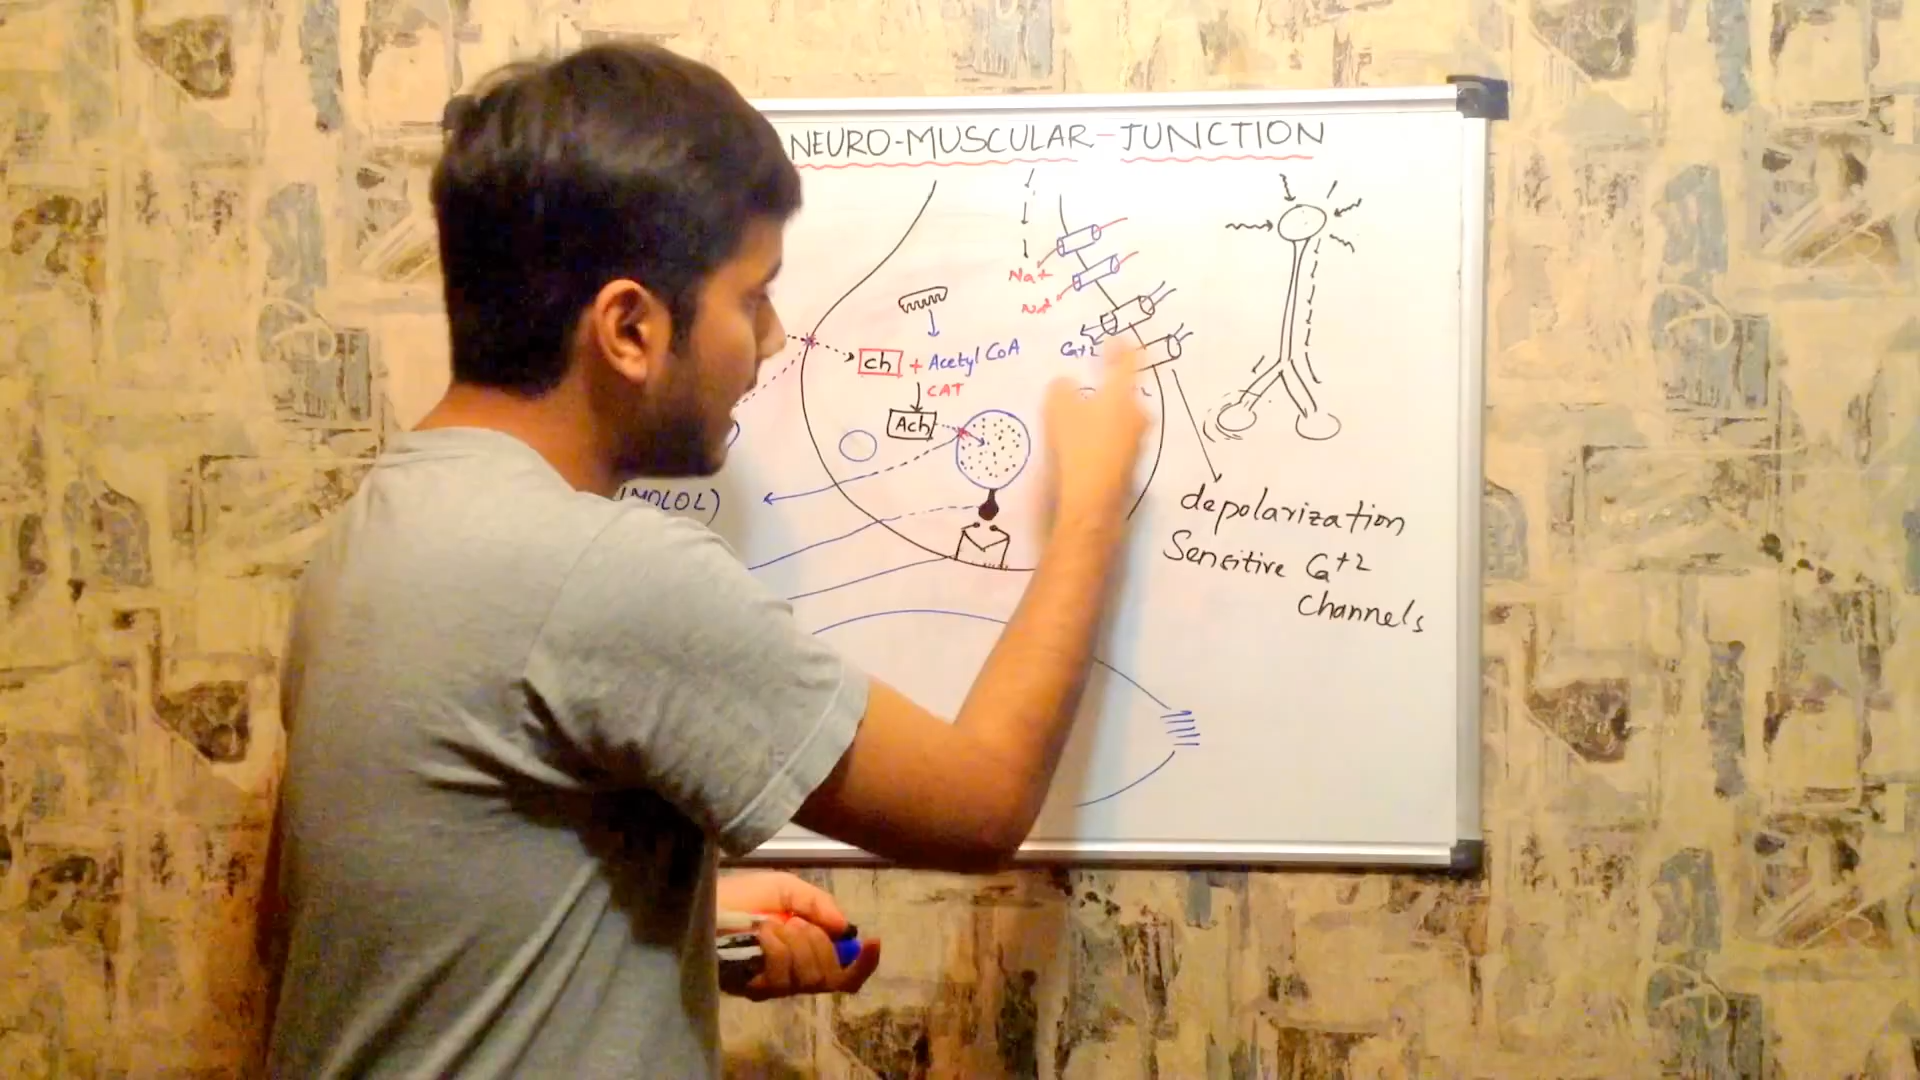 NEURO-MUSCULAR-JUNCTION
Na+
Na+
Ca+2
ch + Acetyl CoA
CAT
Ach
depolarization
Sensitive Ca+2
Channels